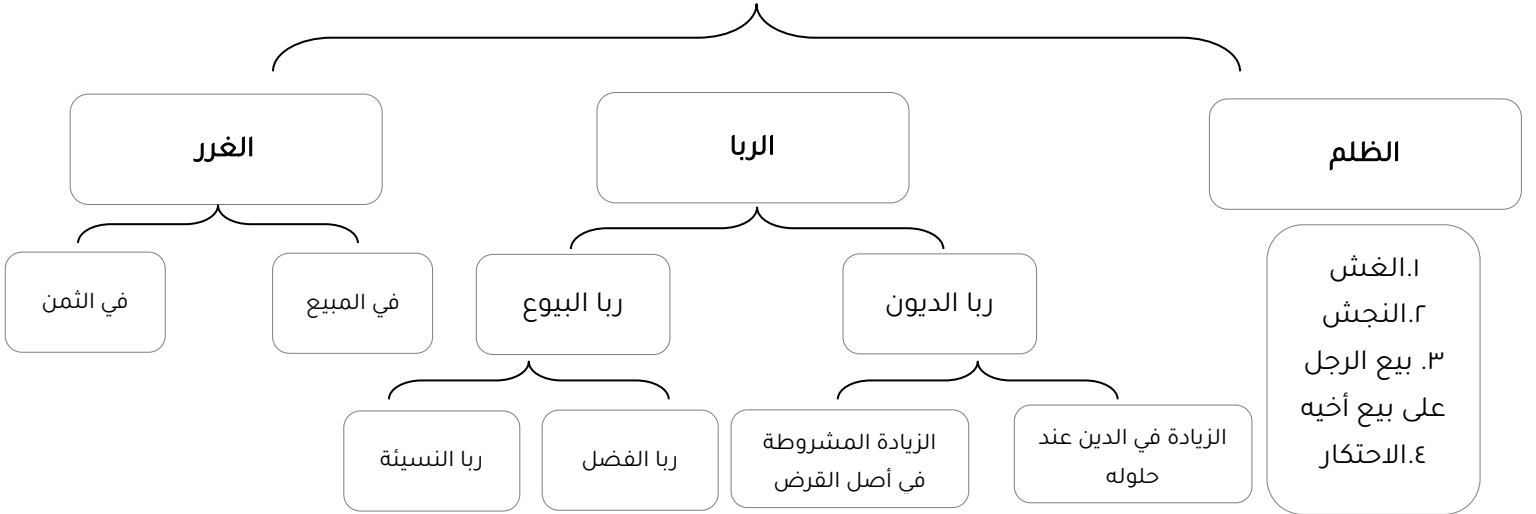 الظلم
الربا
الغرر
١.الغش
٢.النجش
٣. بيع الرجل
على بيع أخيه
٤.الاحتكار
ربا الديون
ربا البيوع
في المبيع
في الثمن
الزيادة في الدين عند
حلوله
الزيادة المشروطة
في أصل القرض
ربا الفضل
ربا النسيئة